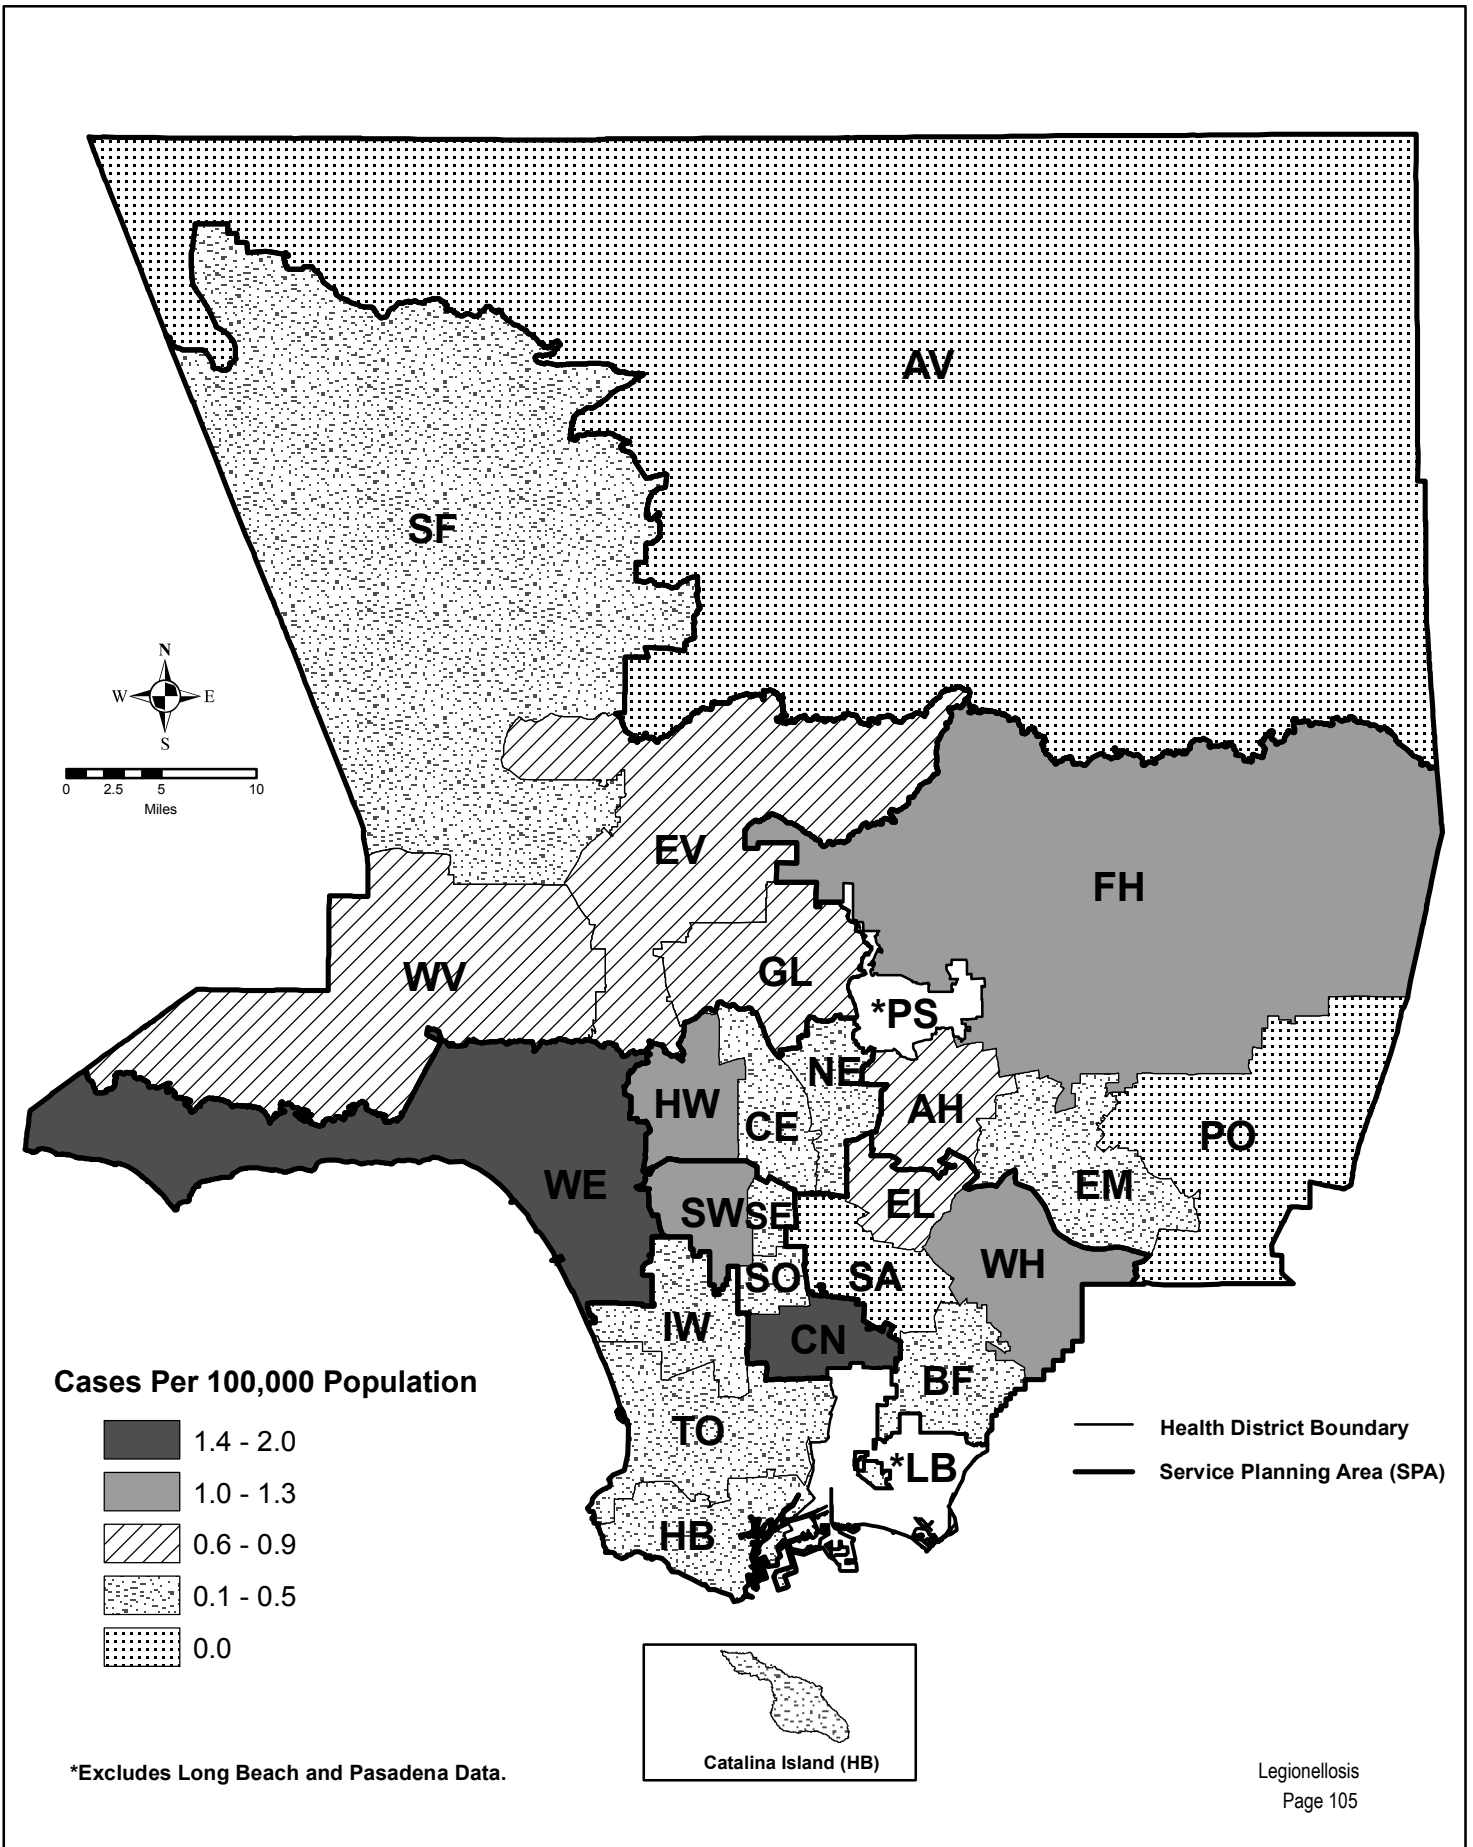 AV
SF
N
W E
S
0 2.5 5 10
Miles
EV
FH
WV
GL
*PS
NE
HW
AH
CE
PO
WE
EM
SW
SE
EL
WH
SO
SA
IW
CN
BF
TO
*LB
HB
Cases Per 100,000 Population
1.4 - 2.0
1.0 - 1.3
0.6 - 0.9
0.1 - 0.5
0.0
Health District Boundary
Service Planning Area (SPA)
Catalina Island (HB)
*Excludes Long Beach and Pasadena Data.
Legionellosis
Page 105